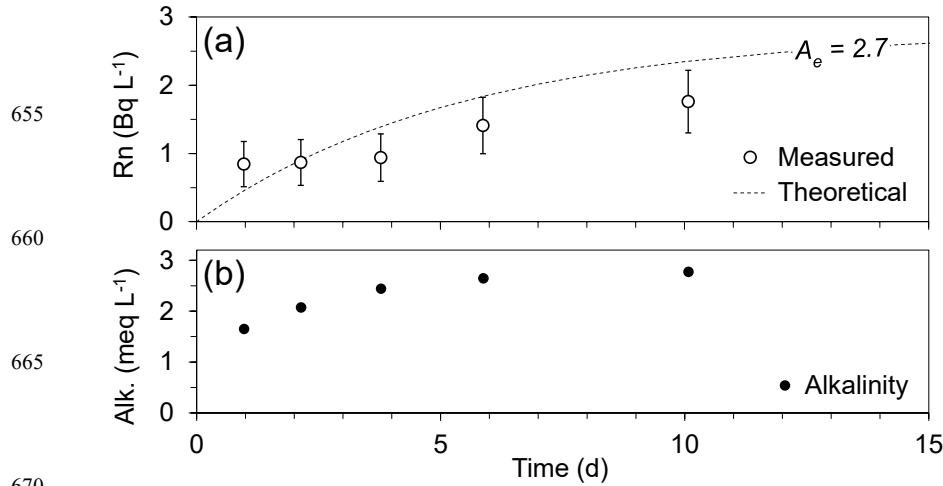 3
(a)
A_e = 2.7
655
2
Rn (Bq L⁻¹)
1
Measured
Theoretical
0
660
3
(b)
Alk. (meq L⁻¹)
2
665
1
Alkalinity
0
0 5 10 15
Time (d)
670